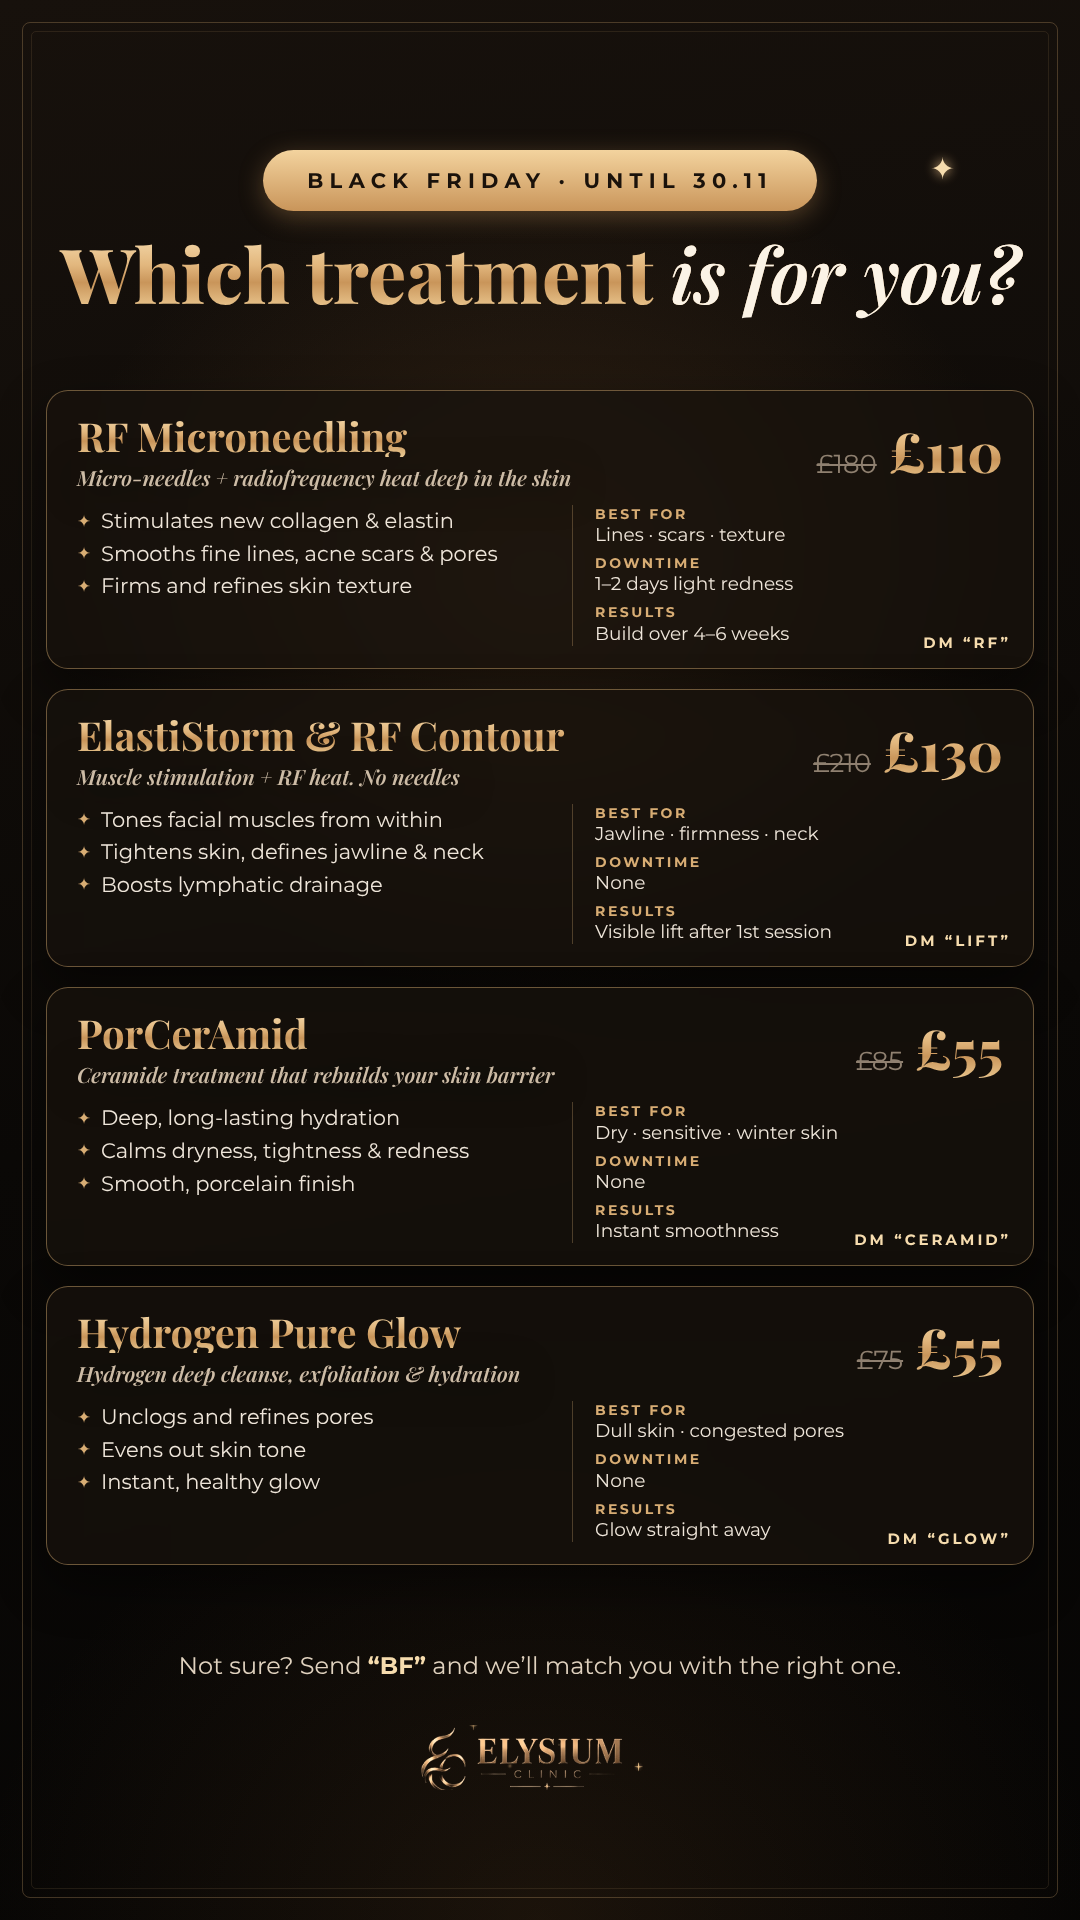 BLACK FRIDAY · UNTIL 30.11
Which treatment is for you?
RF Microneedling
£180 £110
Micro-needles + radiofrequency heat deep in the skin
✦ Stimulates new collagen & elastin
✦ Smooths fine lines, acne scars & pores
✦ Firms and refines skin texture
BEST FOR
Lines · scars · texture
DOWNTIME
1–2 days light redness
RESULTS
Build over 4–6 weeks
DM “RF”
ElastiStorm & RF Contour
£210 £130
Muscle stimulation + RF heat. No needles
✦ Tones facial muscles from within
✦ Tightens skin, defines jawline & neck
✦ Boosts lymphatic drainage
BEST FOR
Jawline · firmness · neck
DOWNTIME
None
RESULTS
Visible lift after 1st session
DM “LIFT”
PorCerAmid
£85 £55
Ceramide treatment that rebuilds your skin barrier
✦ Deep, long-lasting hydration
✦ Calms dryness, tightness & redness
✦ Smooth, porcelain finish
BEST FOR
Dry · sensitive · winter skin
DOWNTIME
None
RESULTS
Instant smoothness
DM “CERAMID”
Hydrogen Pure Glow
£75 £55
Hydrogen deep cleanse, exfoliation & hydration
✦ Unclogs and refines pores
✦ Evens out skin tone
✦ Instant, healthy glow
BEST FOR
Dull skin · congested pores
DOWNTIME
None
RESULTS
Glow straight away
DM “GLOW”
Not sure? Send “BF” and we’ll match you with the right one.
ELYSIUM
CLINIC